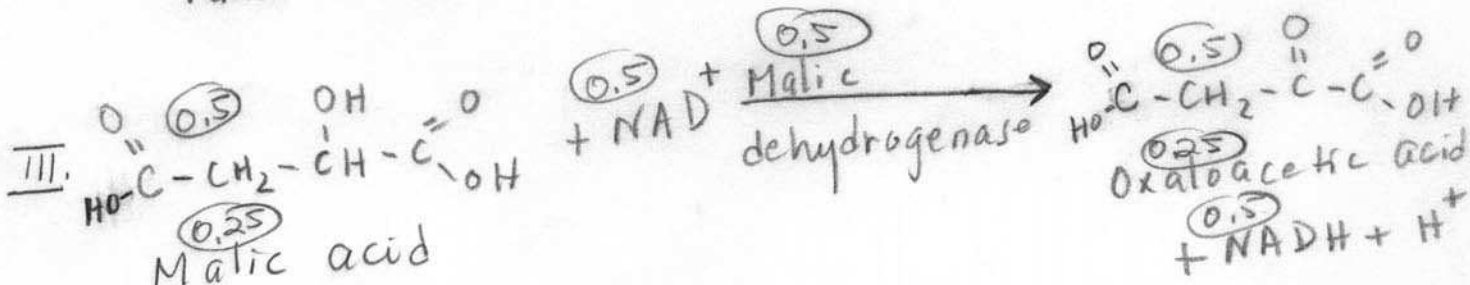 III. HO-C(=O)-CH₂-CH(OH)-C(=O)-OH + NAD⁺ Malic dehydrogenase → HO-C(=O)-CH₂-C(=O)-C(=O)-OH
0,5 0,5 0,5 0,5
0,25 0,25
Malic acid Oxaloacetic acid
0,5
+ NADH + H⁺